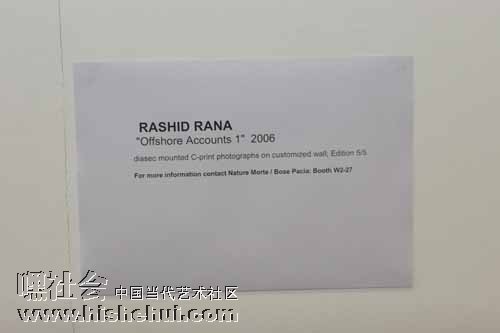 RASHID RANA
"Offshore Accounts 1" 2006
diasec mounted C-print photographs on customized wall, Edition 5/5
For more information contact Nature Morte / Bose Pacia: Booth W2-27
嘿社会 中国当代艺术社区
www.hishehui.com